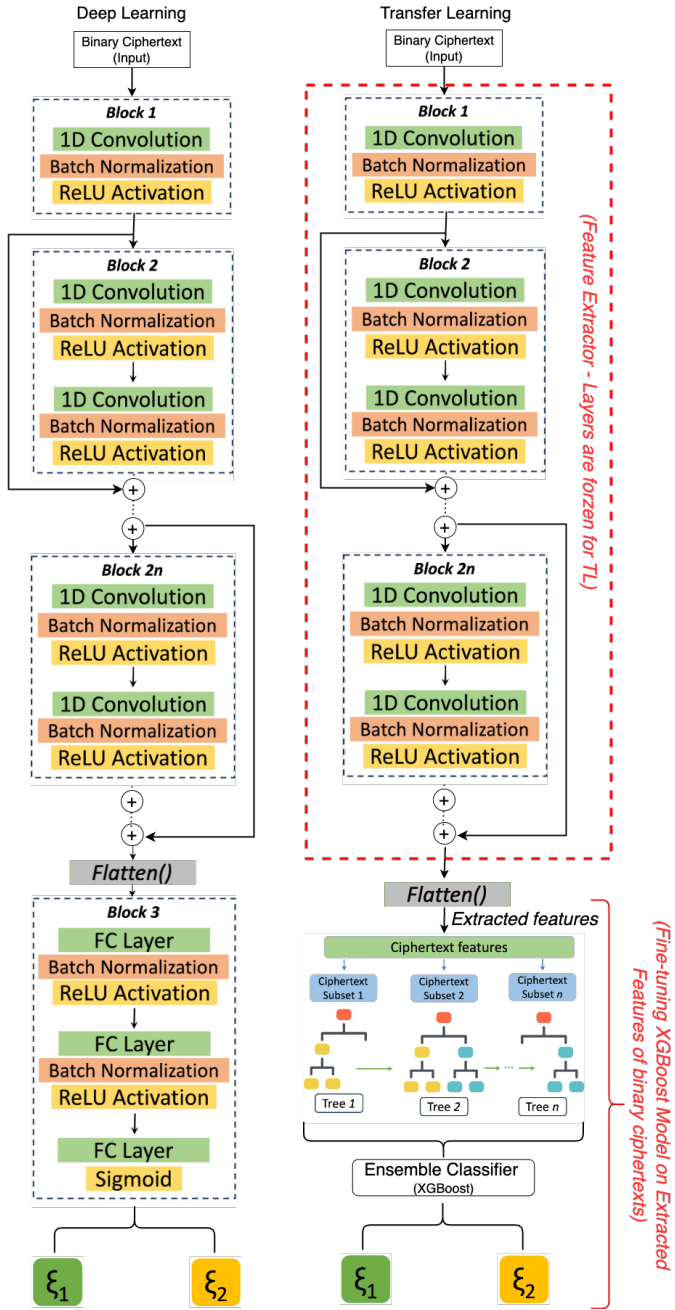 Deep Learning
Binary Ciphertext
(Input)
Block 1
1D Convolution
Batch Normalization
ReLU Activation
Block 2
1D Convolution
Batch Normalization
ReLU Activation
1D Convolution
Batch Normalization
ReLU Activation
+
+
Block 2n
1D Convolution
Batch Normalization
ReLU Activation
1D Convolution
Batch Normalization
ReLU Activation
+
+
Flatten()
Block 3
FC Layer
Batch Normalization
ReLU Activation
FC Layer
Batch Normalization
ReLU Activation
FC Layer
Sigmoid
ξ1
ξ2
Transfer Learning
Binary Ciphertext
(Input)
Block 1
1D Convolution
Batch Normalization
ReLU Activation
Block 2
1D Convolution
Batch Normalization
ReLU Activation
1D Convolution
Batch Normalization
ReLU Activation
+
+
Block 2n
1D Convolution
Batch Normalization
ReLU Activation
1D Convolution
Batch Normalization
ReLU Activation
+
+
(Feature Extractor - Layers are forzen for TL)
Flatten()
Extracted features
Ciphertext features
Ciphertext
Subset 1
Ciphertext
Subset 2
Ciphertext
Subset n
...
Tree 1
Tree 2
Tree n
Ensemble Classifier
(XGBoost)
ξ1
ξ2
(Fine-tuning XGBoost Model on Extracted
Features of binary ciphertexts)